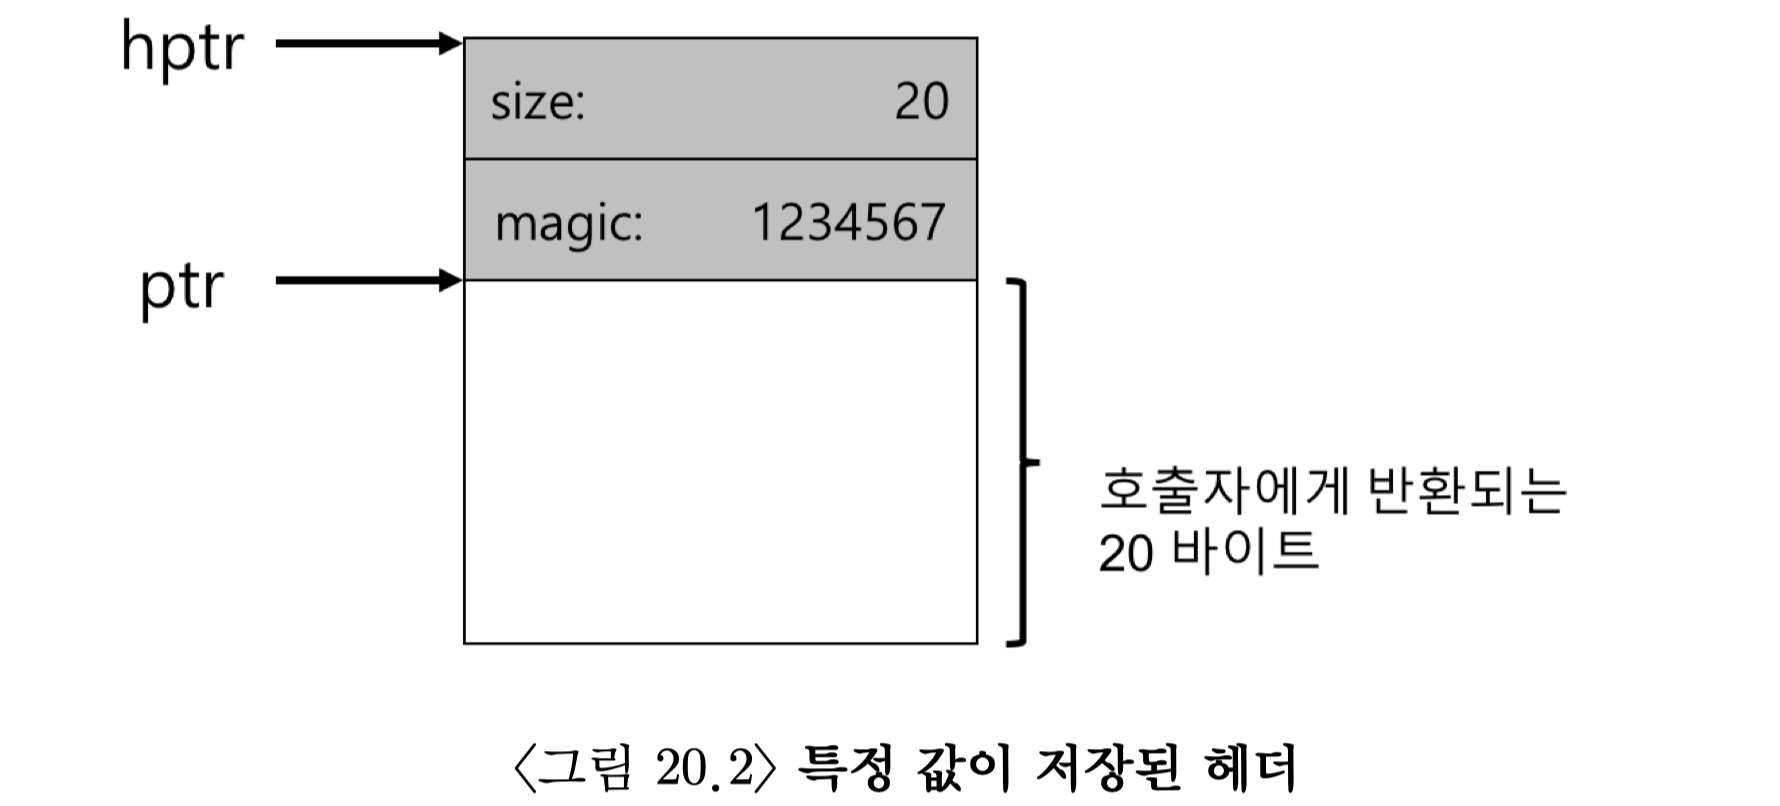 hptr
size: 20
magic: 1234567
ptr
호출자에게 반환되는
20 바이트
〈그림 20.2〉 특정 값이 저장된 헤더